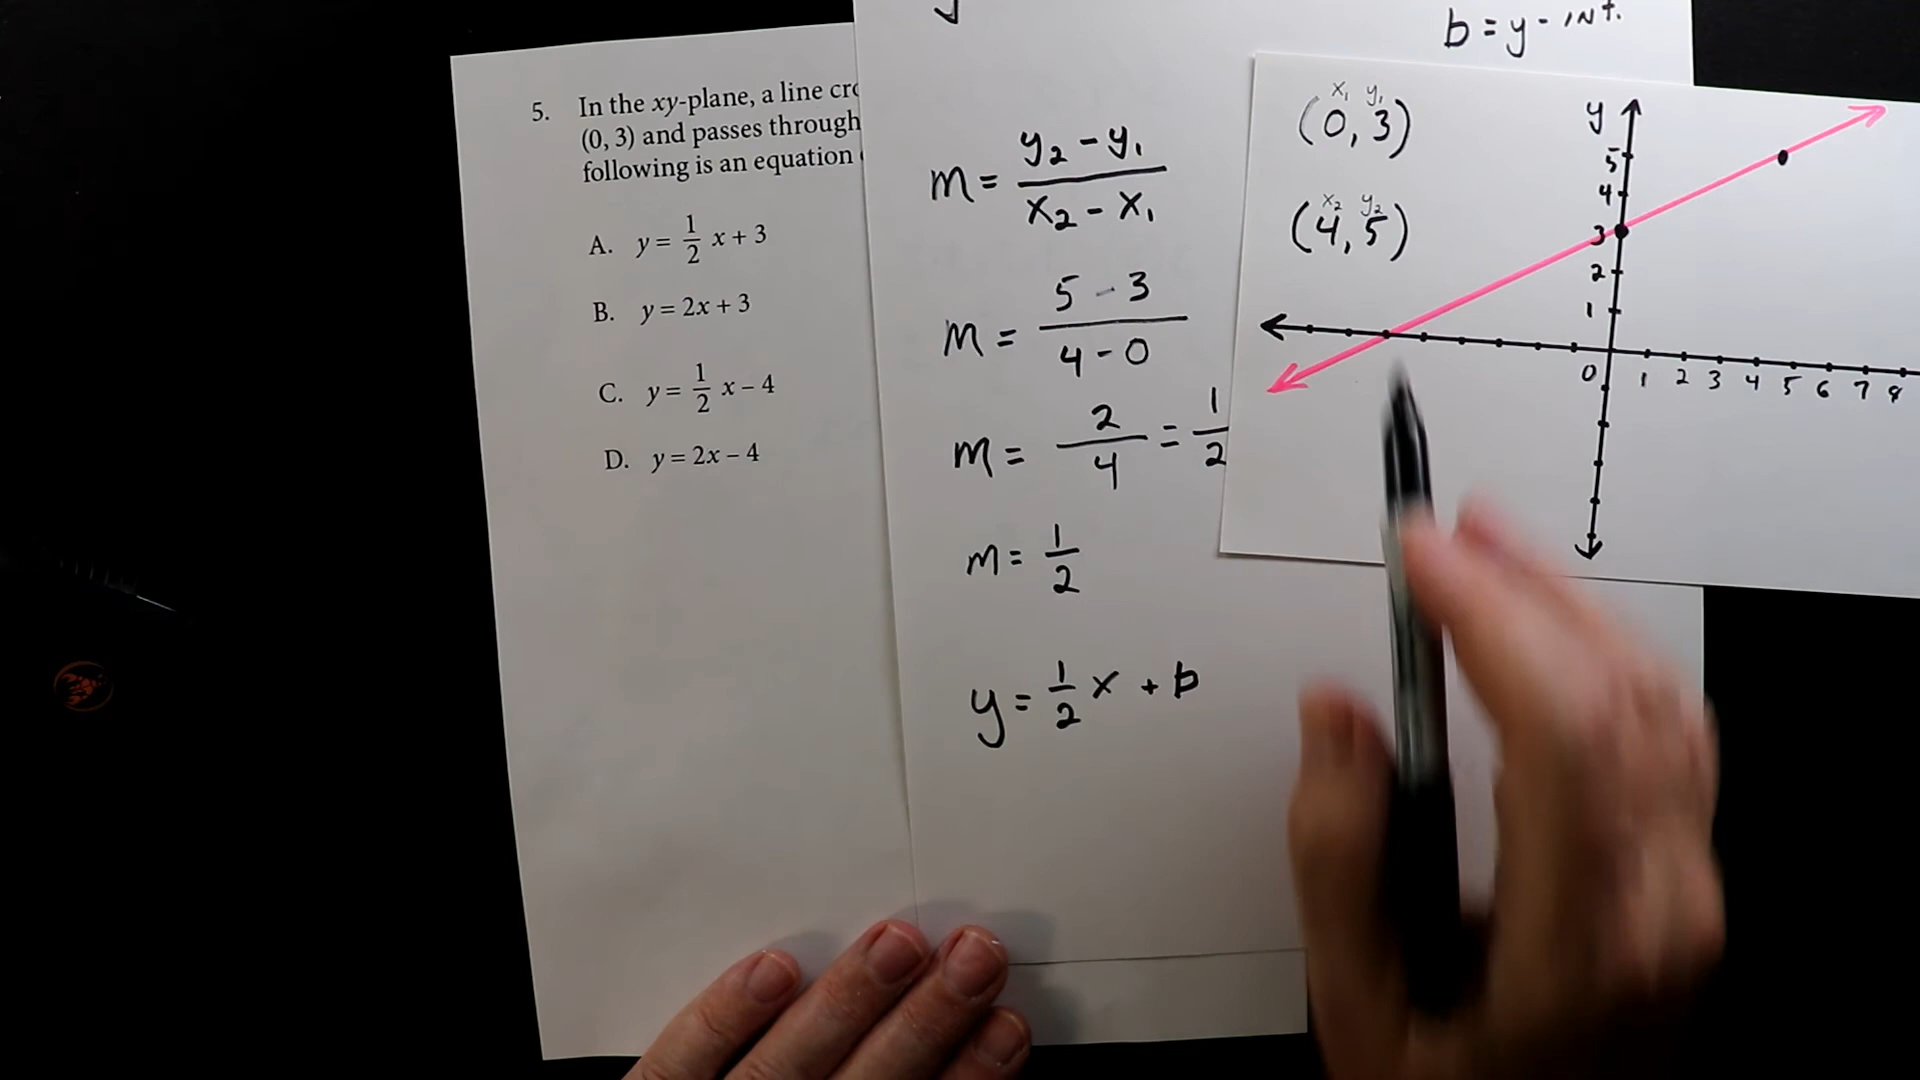 5. In the xy-plane, a line
(0, 3) and passes through
following is an equation
A. y = 1/2 x + 3
B. y = 2x + 3
C. y = 1/2 x – 4
D. y = 2x – 4
b = y - int.
m = y₂ - y₁ / x₂ - x₁
m = 5 - 3 / 4 - 0
m = 2/4 = 1/2
m = 1/2
y = 1/2 x + b
x₁ y₁
(0, 3)
x₂ y₂
(4, 5)
y
5
4
3
2
1
0 1 2 3 4 5 6 7 8